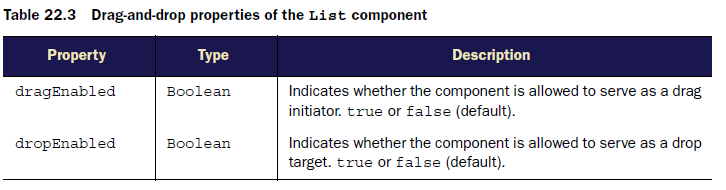 Table 22.3 Drag-and-drop properties of the List component
Property Type Description
dragEnabled Boolean Indicates whether the component is allowed to serve as a drag
initiator. true or false (default).
dropEnabled Boolean Indicates whether the component is allowed to serve as a drop
target. true or false (default).